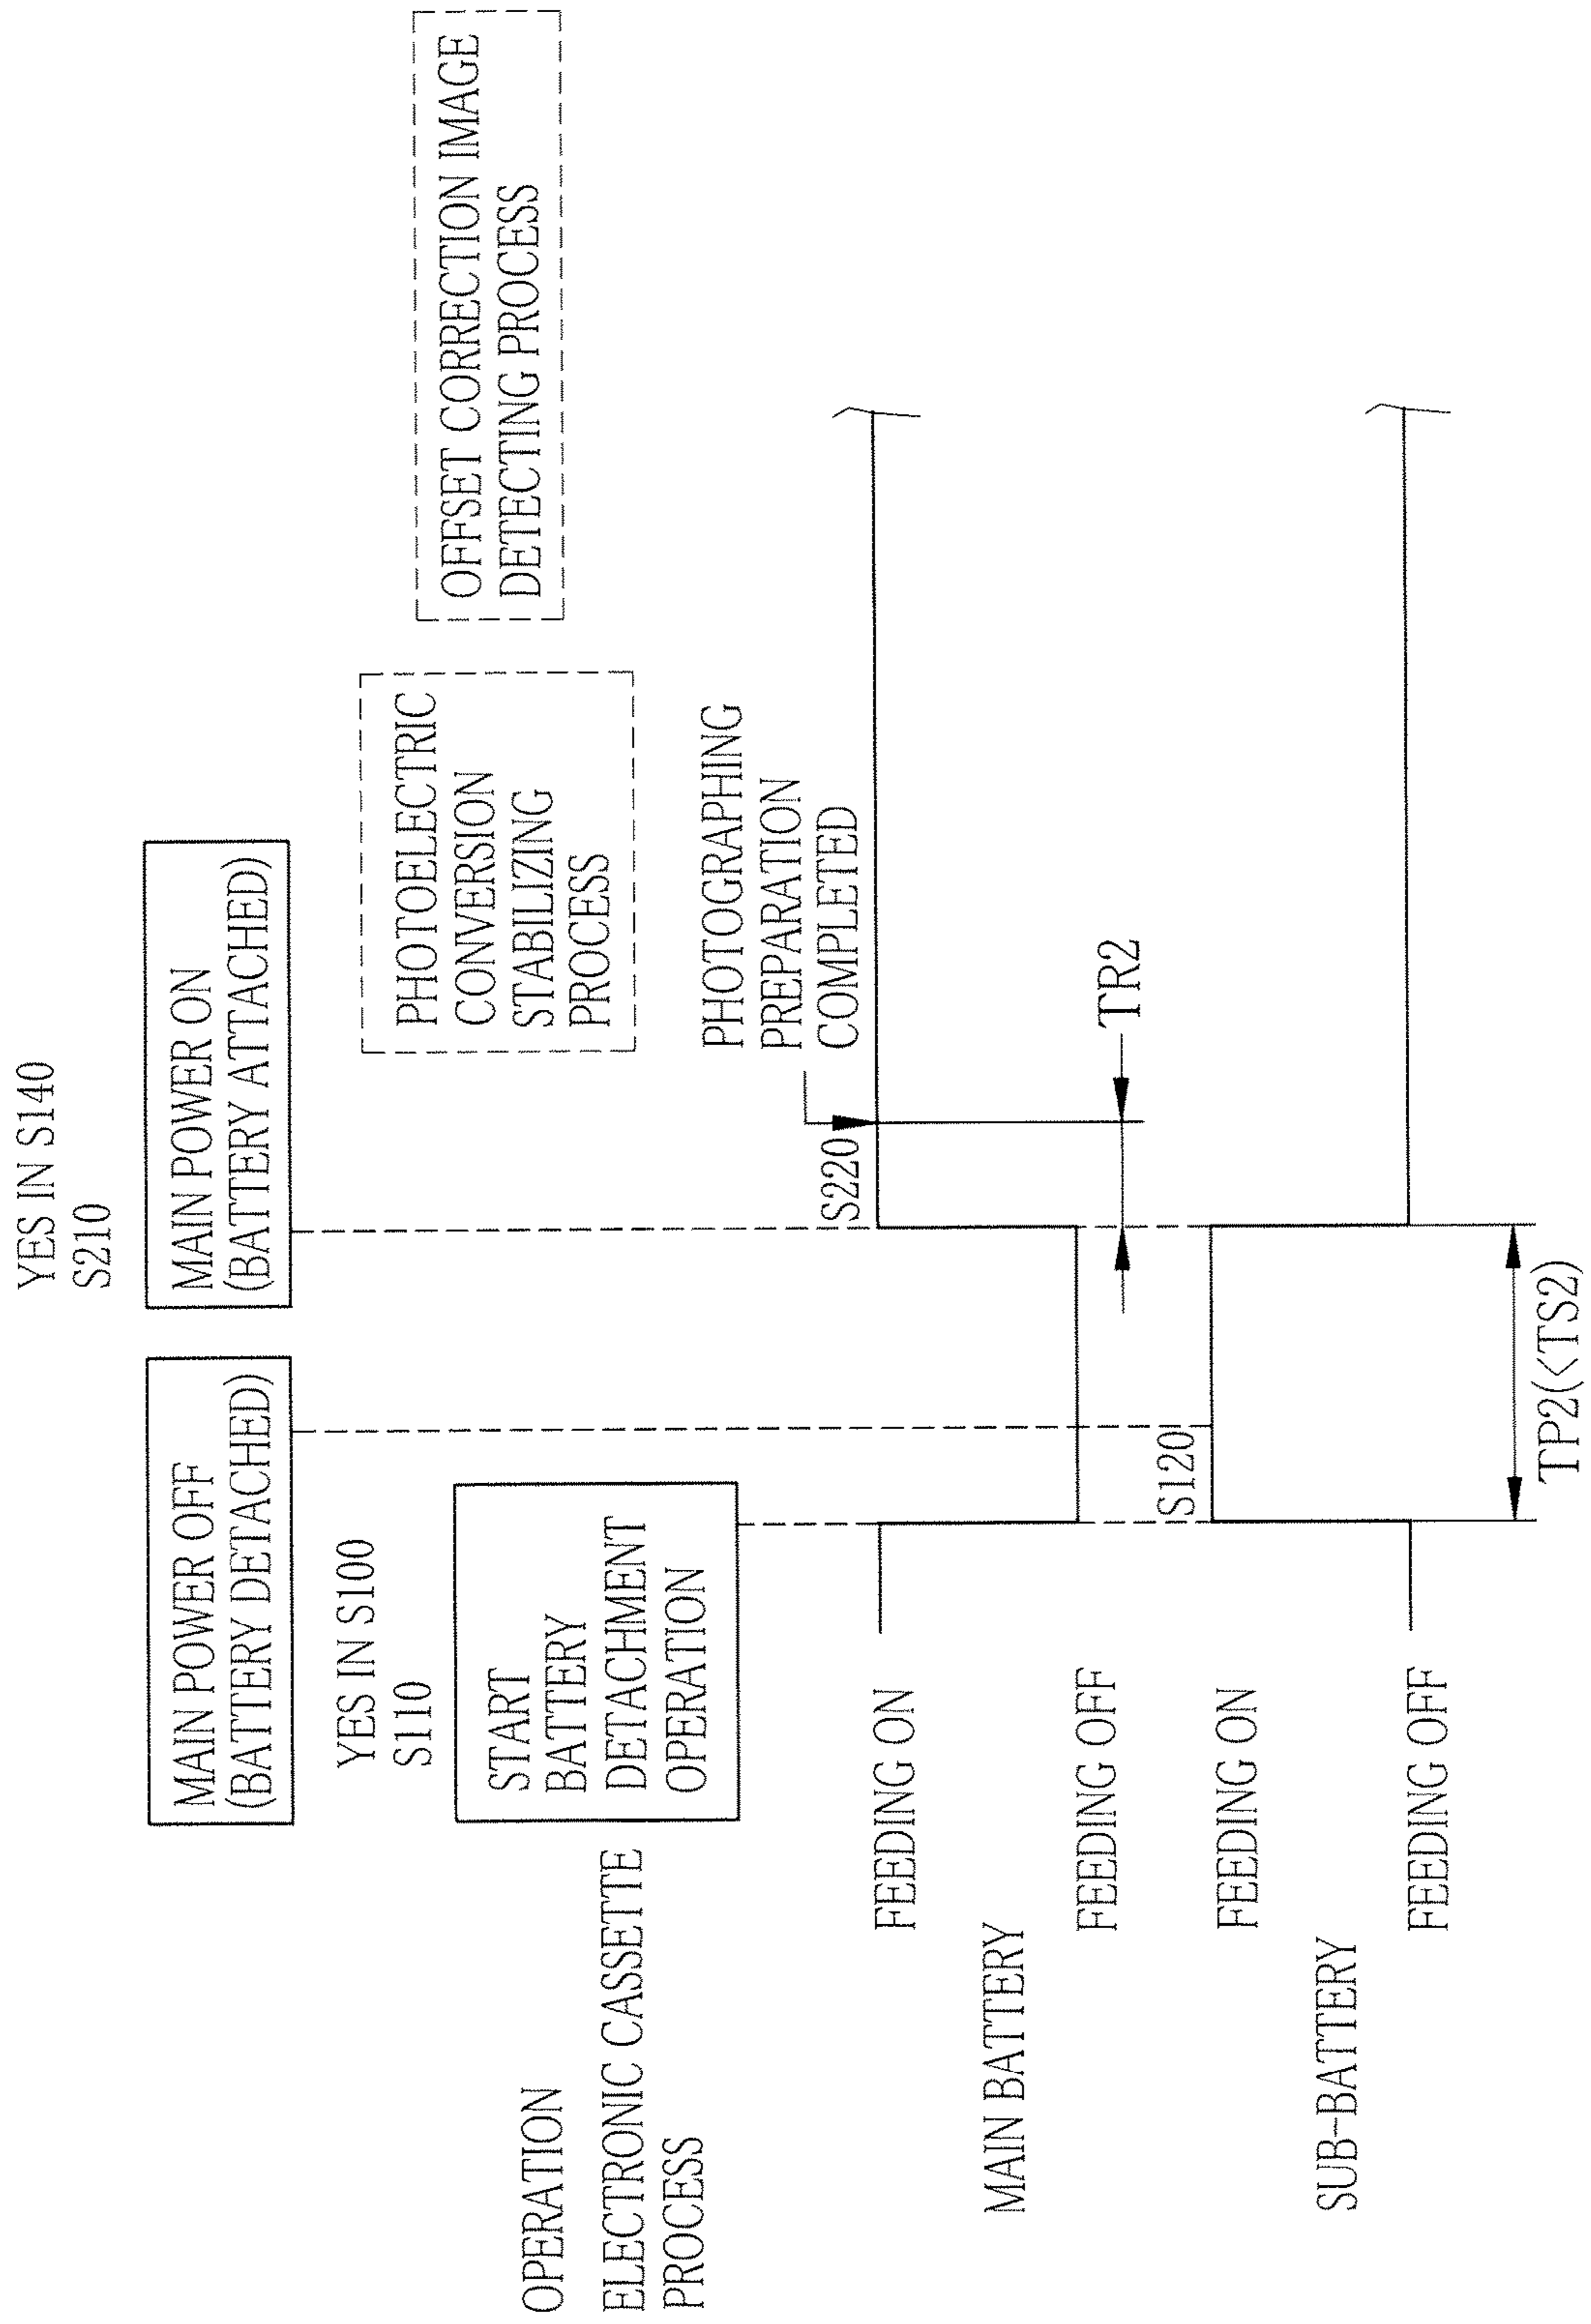 YES IN S140
S210
MAIN POWER OFF
(BATTERY DETACHED)
MAIN POWER ON
(BATTERY ATTACHED)
YES IN S100
S110
START
BATTERY
DETACHMENT
OPERATION
PHOTOELECTRIC
CONVERSION
STABILIZING
PROCESS
OFFSET CORRECTION IMAGE
DETECTING PROCESS
OPERATION
ELECTRONIC CASSETTE
PROCESS
PHOTOGRAPHING
PREPARATION
COMPLETED
S220
FEEDING ON
MAIN BATTERY
FEEDING OFF
TR2
S120
FEEDING ON
SUB-BATTERY
FEEDING OFF
TP2(<TS2)